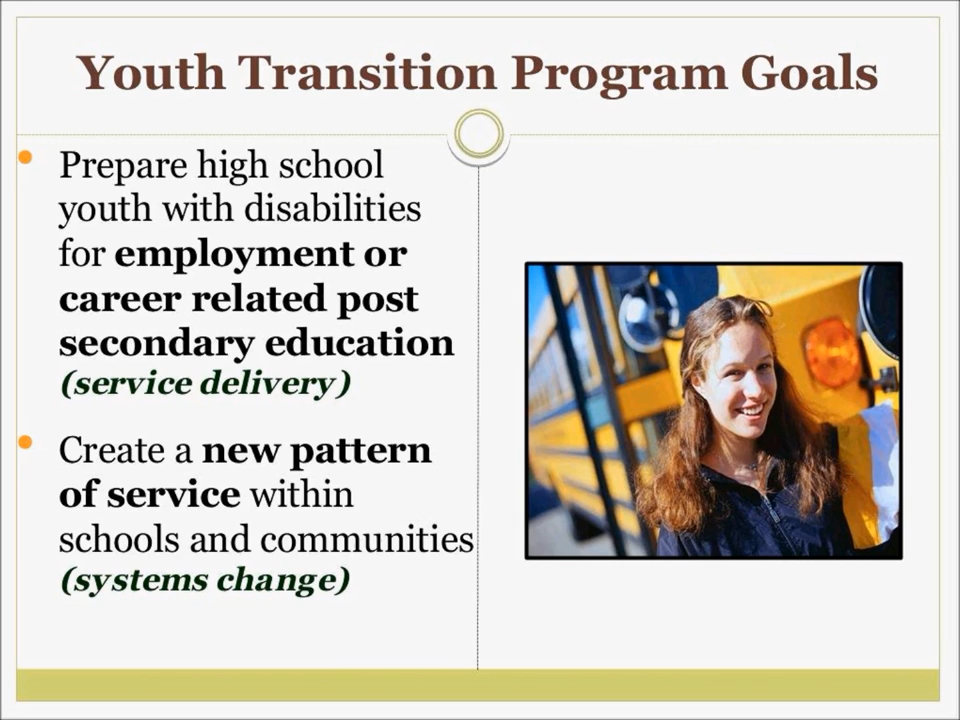 Youth Transition Program Goals
Prepare high school
youth with disabilities
for employment or
career related post
secondary education
(service delivery)
Create a new pattern
of service within
schools and communities
(systems change)